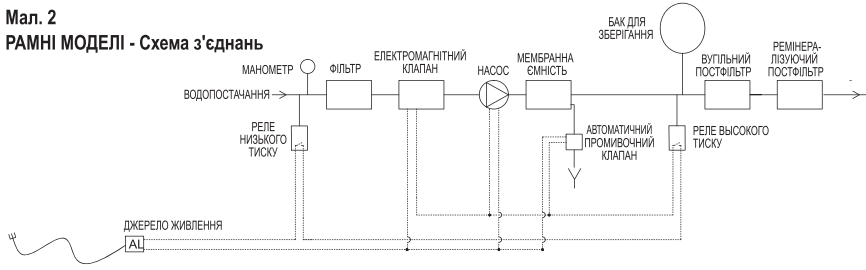 Мал. 2
РАМНІ МОДЕЛІ - Схема з'єднань
БАК ДЛЯ
ЗБЕРІГАННЯ
МАНОМЕТР
ФІЛЬТР
ЕЛЕКТРОМАГНІТНИЙ
КЛАПАН
НАСОС
МЕМБРАННА
ЄМНІСТЬ
ВУГІЛЬНИЙ
ПОСТФІЛЬТР
РЕМІНЕРА-
ЛІЗУЮЧИЙ
ПОСТФІЛЬТР
ВОДОПОСТАЧАННЯ
РЕЛЕ
НИЗЬКОГО
ТИСКУ
АВТОМАТИЧНИЙ
ПРОМИВОЧНИЙ
КЛАПАН
РЕЛЕ ВЫСОКОГО
ТИСКУ
ДЖЕРЕЛО ЖИВЛЕННЯ
AL